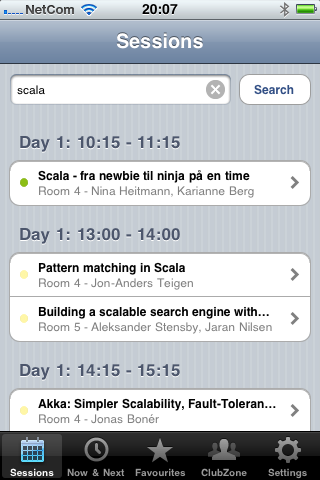 NetCom 20:07
Sessions
scala Search
Day 1: 10:15 - 11:15
Scala - fra newbie til ninja på en time
Room 4 - Nina Heitmann, Karianne Berg
Day 1: 13:00 - 14:00
Pattern matching in Scala
Room 4 - Jon-Anders Teigen
Building a scalable search engine with...
Room 5 - Aleksander Stensby, Jaran Nilsen
Day 1: 14:15 - 15:15
Akka: Simpler Scalability, Fault-Toleran...
Room 4 - Jonas Bonér
Sessions Now & Next Favourites ClubZone Settings